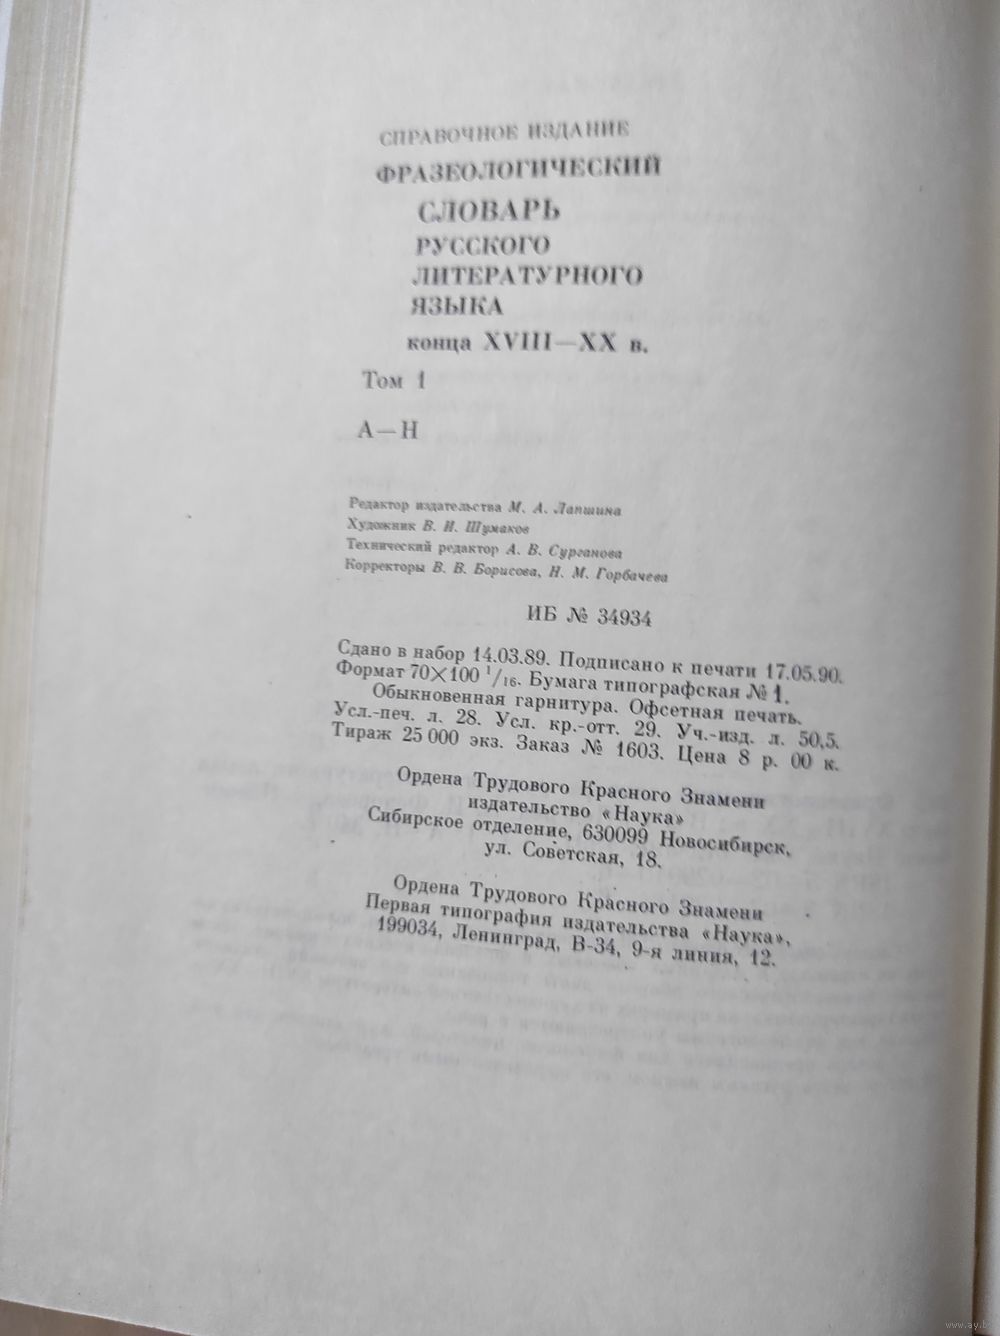 СПРАВОЧНОЕ ИЗДАНИЕ
ФРАЗЕОЛОГИЧЕСКИЙ
СЛОВАРЬ
РУССКОГО
ЛИТЕРАТУРНОГО
ЯЗЫКА
конца XVIII—XX в.
Том 1
А—Н
Редактор издательства М. А. Лапшина
Художник В. И. Шумаков
Технический редактор А. В. Сурганова
Корректоры В. В. Борисова, Н. М. Горбачева
ИБ № 34934
Сдано в набор 14.03.89. Подписано к печати 17.05.90.
Формат 70×100 1/16. Бумага типографская № 1.
Обыкновенная гарнитура. Офсетная печать.
Усл.-печ. л. 28. Усл. кр.-отт. 29. Уч.-изд. л. 50,5.
Тираж 25 000 экз. Заказ № 1603. Цена 8 р. 00 к.
Ордена Трудового Красного Знамени
издательство «Наука»
Сибирское отделение, 630099 Новосибирск,
ул. Советская, 18.
Ордена Трудового Красного Знамени
Первая типография издательства «Наука»,
199034, Ленинград, В-34, 9-я линия, 12.